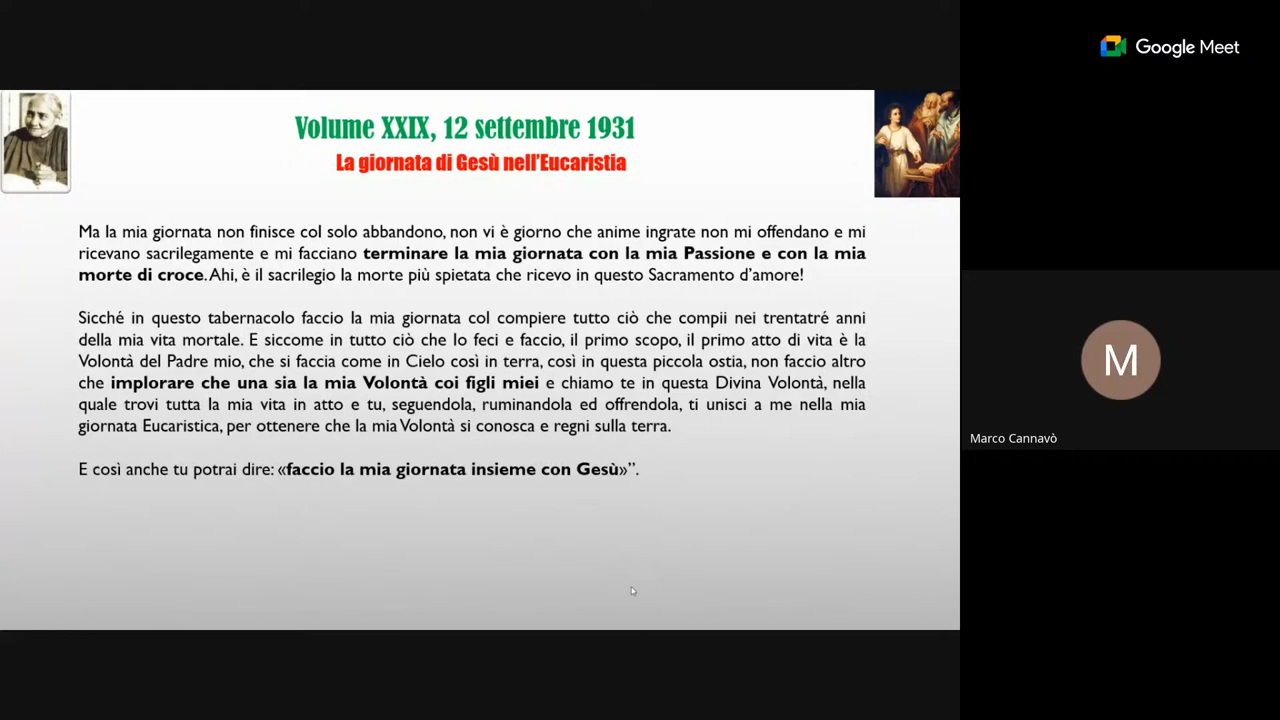 Google Meet
Volume XXIX, 12 settembre 1931
La giornata di Gesù nell'Eucaristia
Ma la mia giornata non finisce col solo abbandono, non vi è giorno che anime ingrate non mi offendano e mi
ricevano sacrilegamente e mi facciano terminare la mia giornata con la mia Passione e con la mia
morte di croce. Ahi, è il sacrilegio la morte più spietata che ricevo in questo Sacramento d'amore!
Sicché in questo tabernacolo faccio la mia giornata col compiere tutto ciò che compii nei trentatré anni
della mia vita mortale. E siccome in tutto ciò che Io feci e faccio, il primo scopo, il primo atto di vita è la
Volontà del Padre mio, che si faccia come in Cielo così in terra, così in questa piccola ostia, non faccio altro
che implorare che una sia la mia Volontà coi figli miei e chiamo te in questa Divina Volontà, nella
quale trovi tutta la mia vita in atto e tu, seguendola, ruminandola ed offrendola, ti unisci a me nella mia
giornata Eucaristica, per ottenere che la mia Volontà si conosca e regni sulla terra.
E così anche tu potrai dire: «faccio la mia giornata insieme con Gesù»”.
M
Marco Cannavò